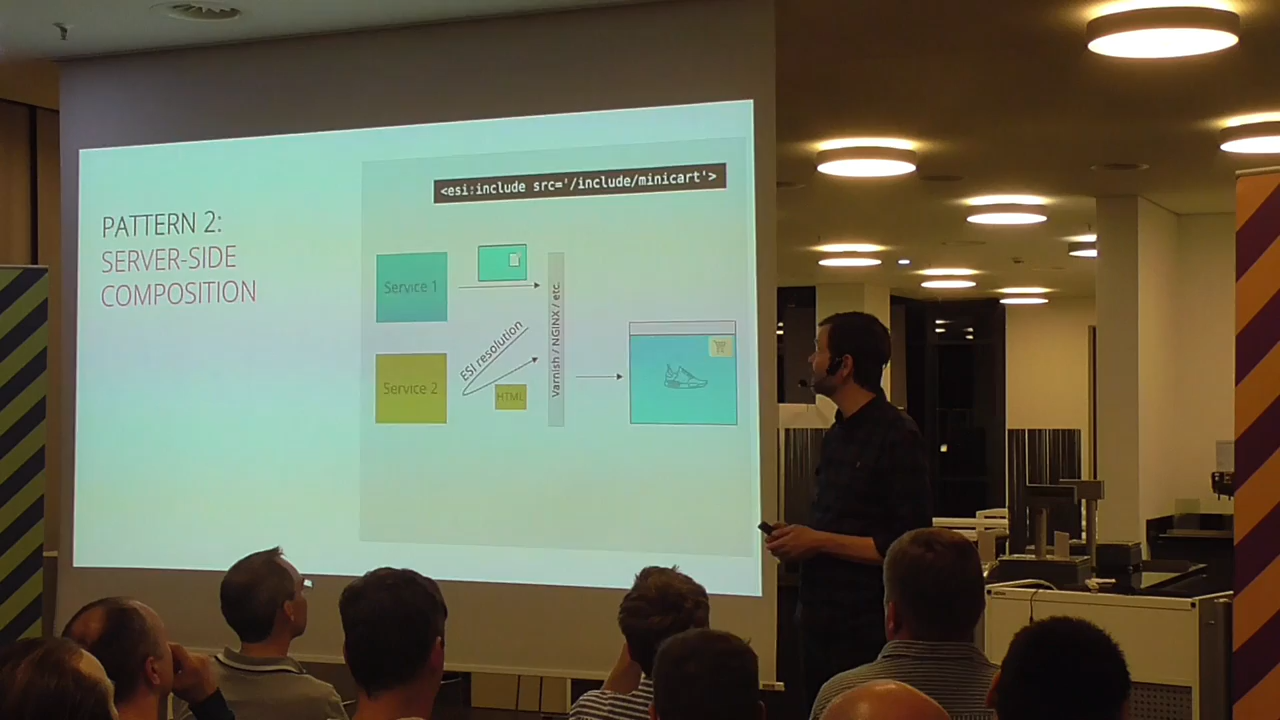 PATTERN 2:
SERVER-SIDE
COMPOSITION
<esi:include src='/include/minicart'>
Service 1
ESI resolution
Service 2
HTML
Varnish / NGINX / etc.